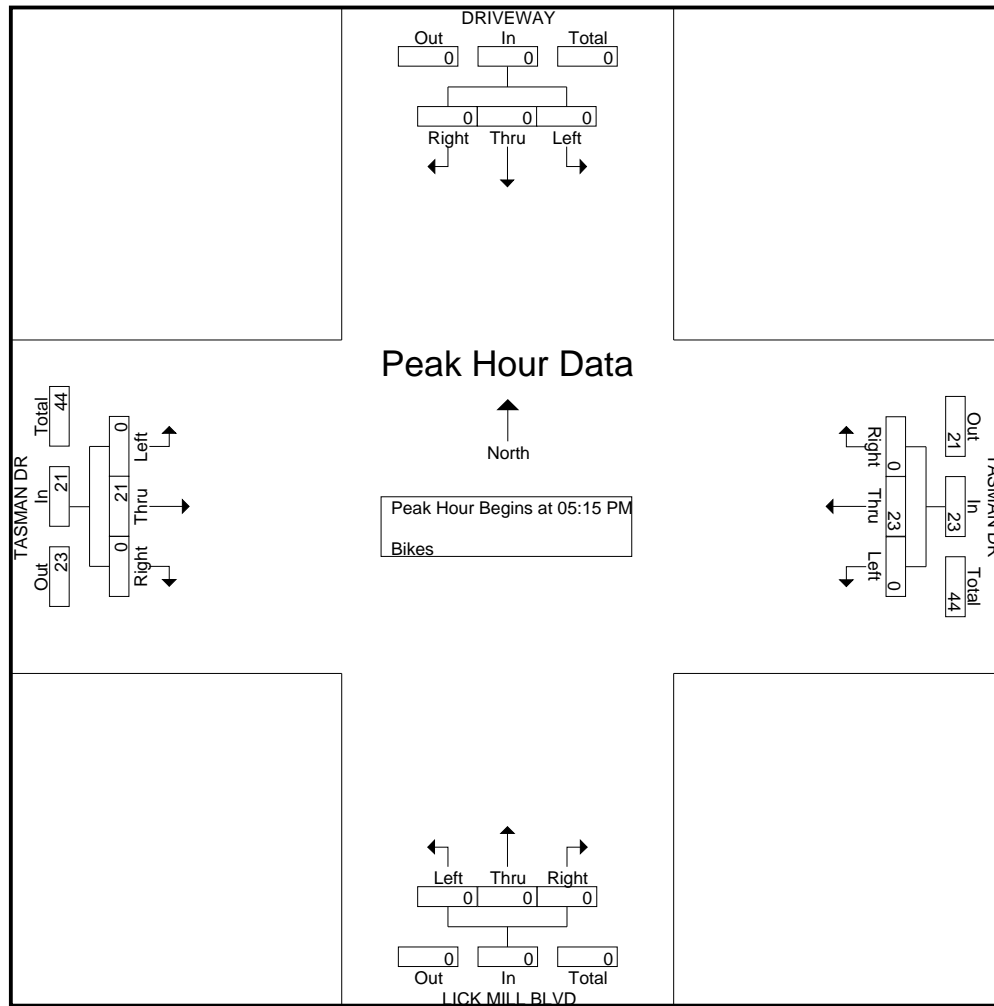 DRIVEWAY
Out In Total
0 0 0
0 0 0
Right Thru Left
Peak Hour Data
North
Peak Hour Begins at 05:15 PM
Bikes
TASMAN DR
Total In Out
44 21 23
0 21 0
Left Thru Right
TASMAN DR
Out In Total
21 23 44
0 23 0
Right Thru Left
Left Thru Right
0 0 0
0 0 0
Out In Total
LICK MILL BLVD